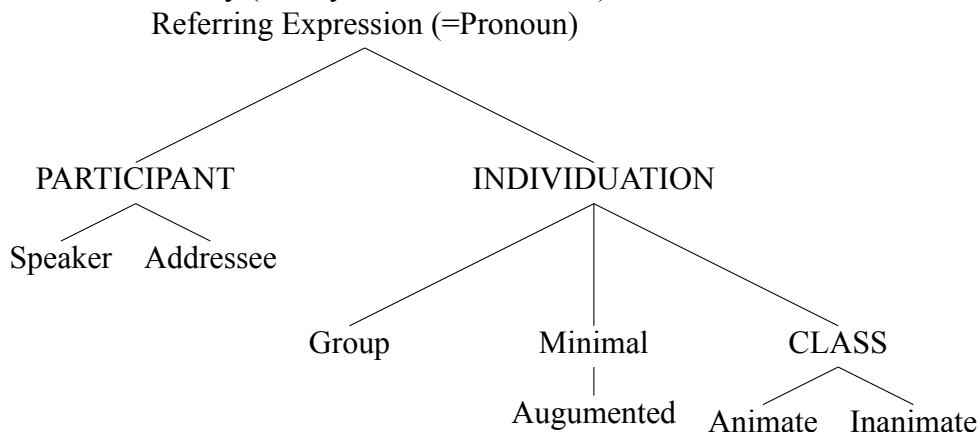 Referring Expression (=Pronoun)
PARTICIPANT INDIVIDUATION
Speaker Addressee
Group Minimal CLASS
Augumented Animate Inanimate